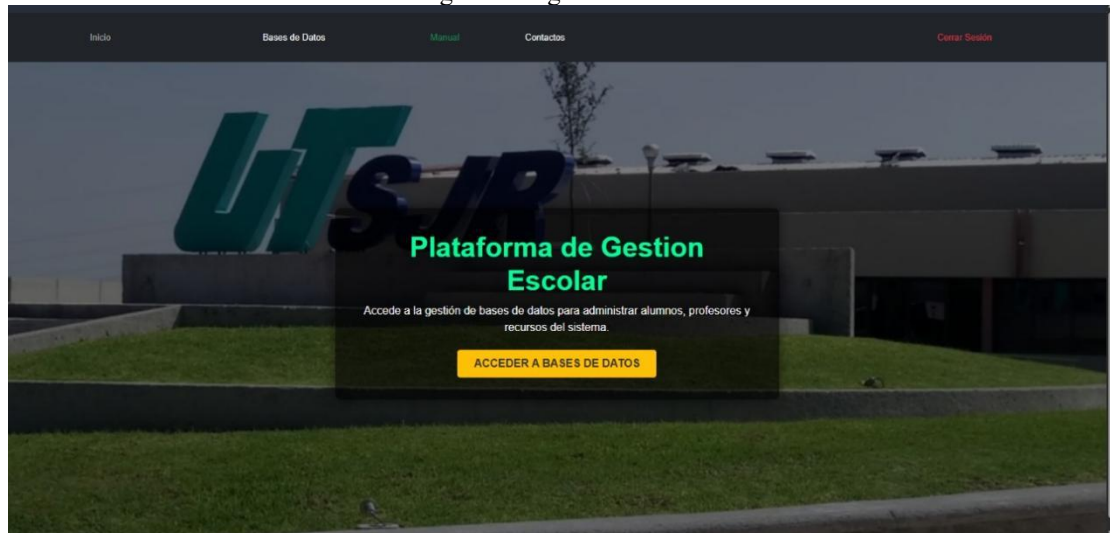 Inicio Bases de Datos Manual Contactos Cerrar Sesión
UTSJR
Plataforma de Gestion
Escolar
Accede a la gestión de bases de datos para administrar alumnos, profesores y
recursos del sistema.
ACCEDER A BASES DE DATOS